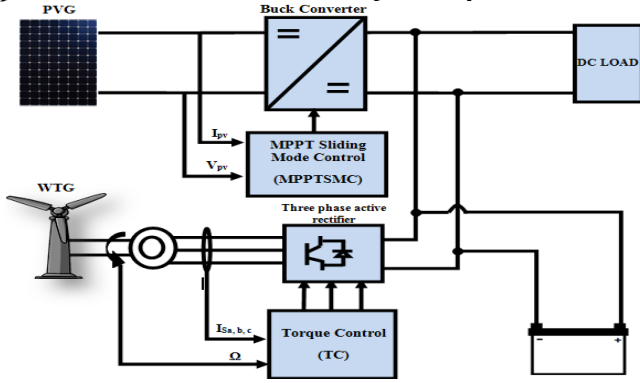 PVG
Buck Converter
DC LOAD
Ipv
Vpv
MPPT Sliding
Mode Control
(MPPTSMC)
WTG
Three phase active
rectifier
ISa, b, c
Ω
Torque Control
(TC)
- +